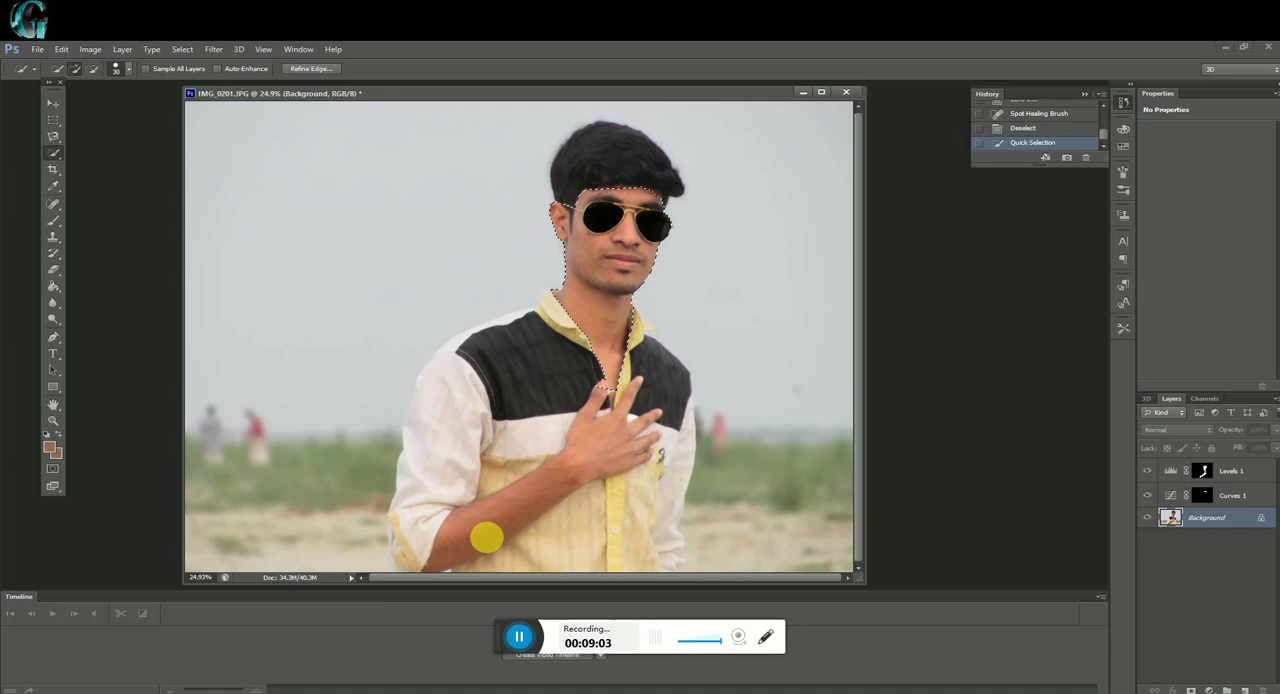 G
Ps File Edit Image Layer Type Select Filter 3D View Window Help
30 Sample All Layers Auto-Enhance Refine Edge... 3D
IMG_0201.JPG @ 24.9% (Background, RGB/8) *
History
Spot Healing Brush
Deselect
Quick Selection
Properties
No Properties
3D Layers Channels
Kind
Normal Opacity: 100%
Lock: Fill: 100%
Levels 1
Curves 1
Background
24.93% Doc: 34.3M/40.3M
Timeline
Recording...
00:09:03
Create Video Timeline